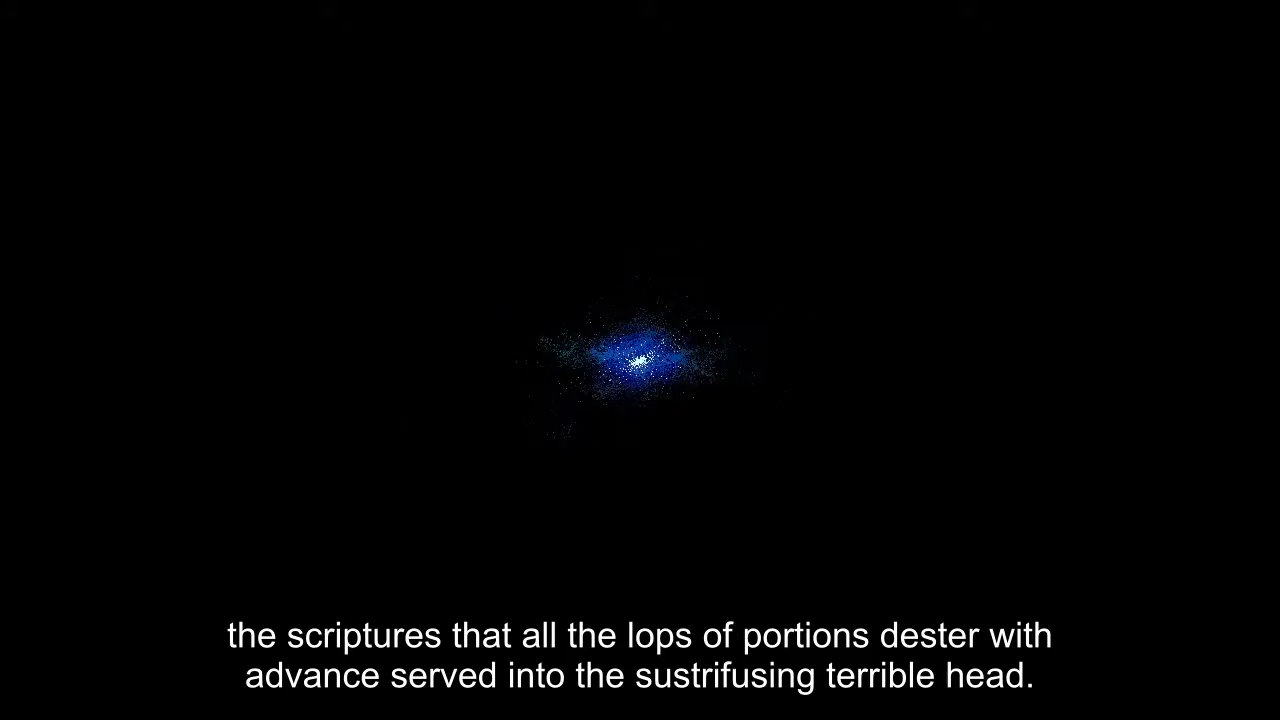 the scriptures that all the lops of portions dester with
advance served into the sustrifusing terrible head.